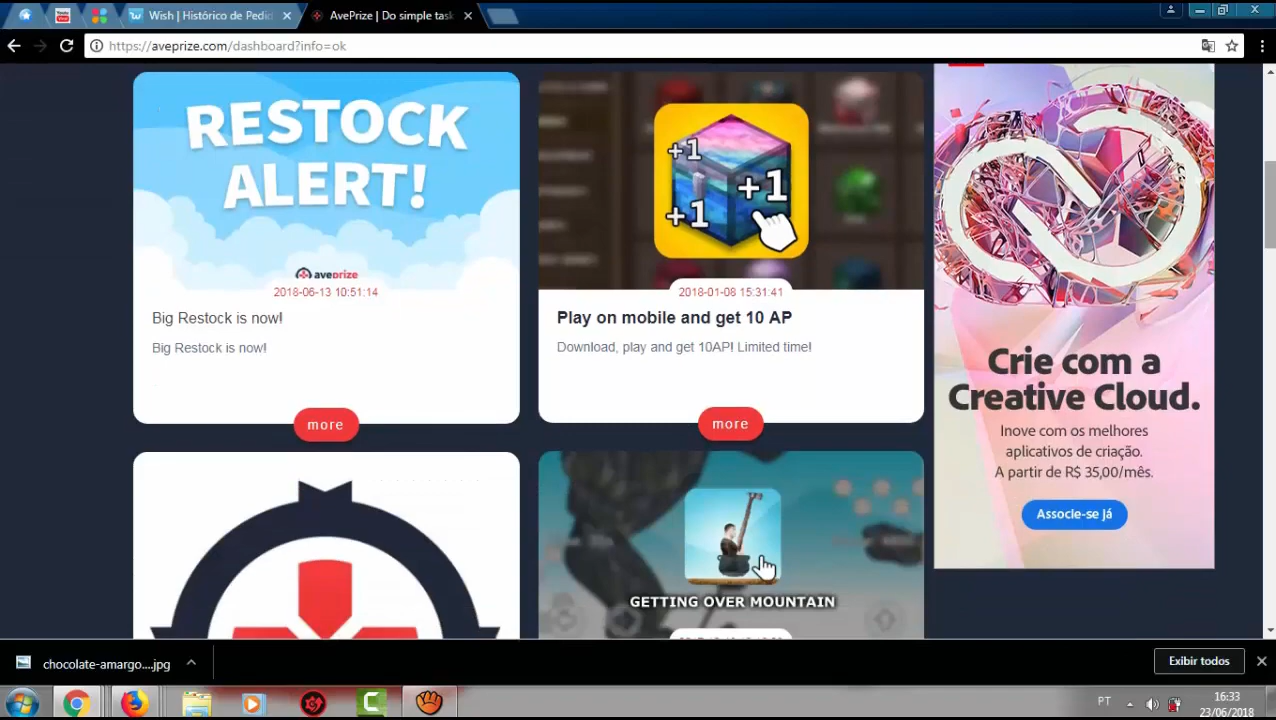 Wish | Histórico de Pedid
AvePrize | Do simple task
https://aveprize.com/dashboard?info=ok
RESTOCK
ALERT!
aveprize
2018-06-13 10:51:14
Big Restock is now!
Big Restock is now!
more
+1
+1
+1
2018-01-08 15:31:41
Play on mobile and get 10 AP
Download, play and get 10AP! Limited time!
more
GETTING OVER MOUNTAIN
Crie com a
Creative Cloud.
Inove com os melhores
aplicativos de criação.
A partir de R$ 35,00/mês.
Associe-se já
chocolate-amargo....jpg
Exibir todos
PT
16:33
23/06/2018